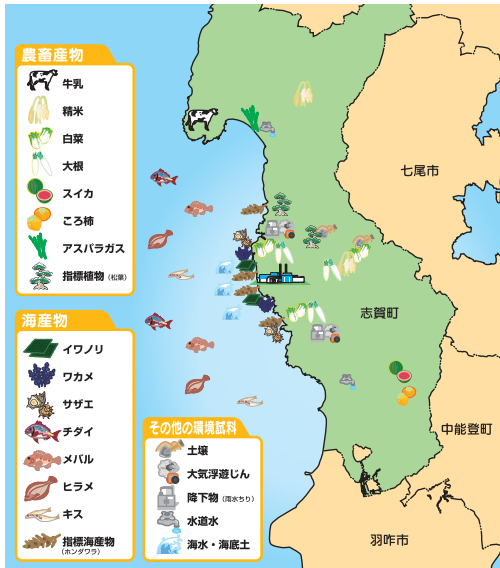 農畜産物
牛乳
精米
白菜
大根
スイカ
ころ柿
アスパラガス
指標植物（松葉）
海産物
イワノリ
ワカメ
サザエ
チダイ
メバル
ヒラメ
キス
指標海産物
（ホンダワラ）
その他の環境試料
土壌
大気浮遊じん
降下物（雨水ちり）
水道水
海水・海底土
七尾市
志賀町
中能登町
羽咋市